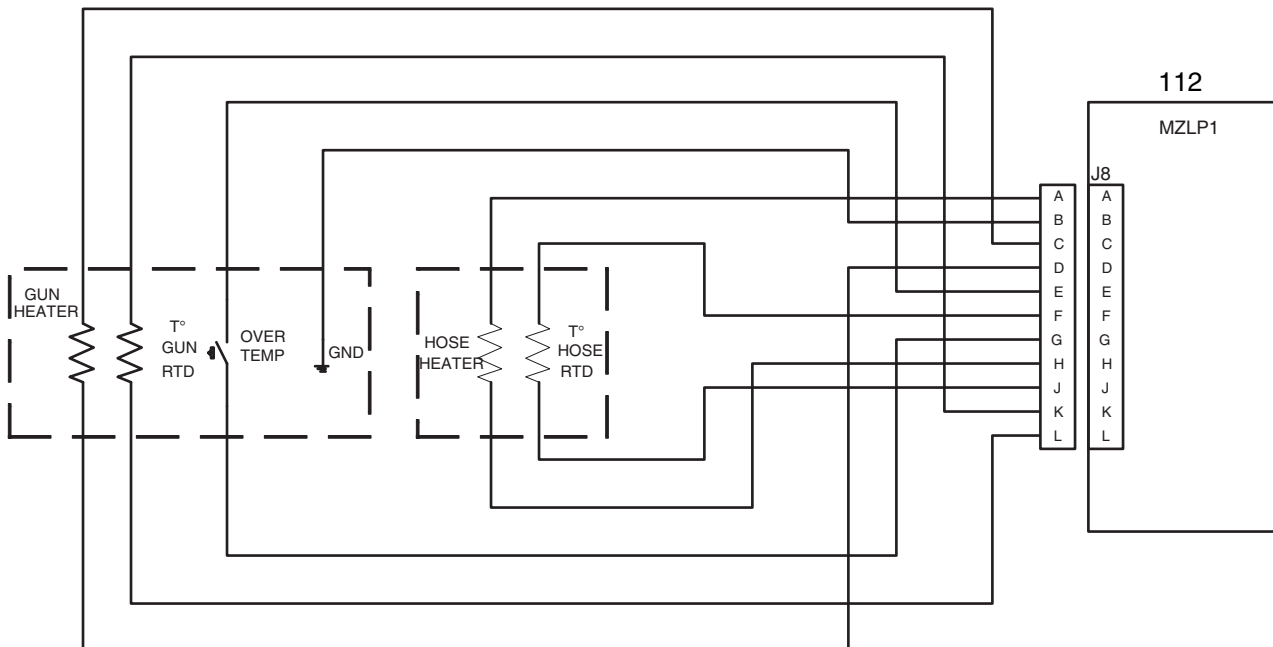 112
MZLP1
J8
A A
B B
C C
D D
E E
F F
G G
H H
J J
K K
L L
GUN
HEATER
T°
GUN
RTD
OVER
TEMP
GND
HOSE
HEATER
T°
HOSE
RTD